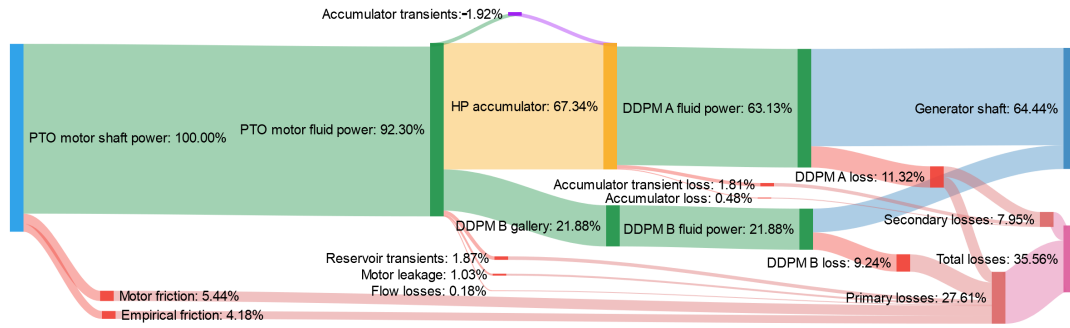 Accumulator transients:-1.92%
PTO motor shaft power: 100.00%
PTO motor fluid power: 92.30%
HP accumulator: 67.34%
DDPM A fluid power: 63.13%
Generator shaft: 64.44%
DDPM A loss: 11.32%
Accumulator transient loss: 1.81%
Accumulator loss: 0.48%
Secondary losses: 7.95%
DDPM B gallery: 21.88%
DDPM B fluid power: 21.88%
Reservoir transients: 1.87%
DDPM B loss: 9.24%
Total losses: 35.56%
Motor leakage: 1.03%
Flow losses: 0.18%
Motor friction: 5.44%
Primary losses: 27.61%
Empirical friction: 4.18%